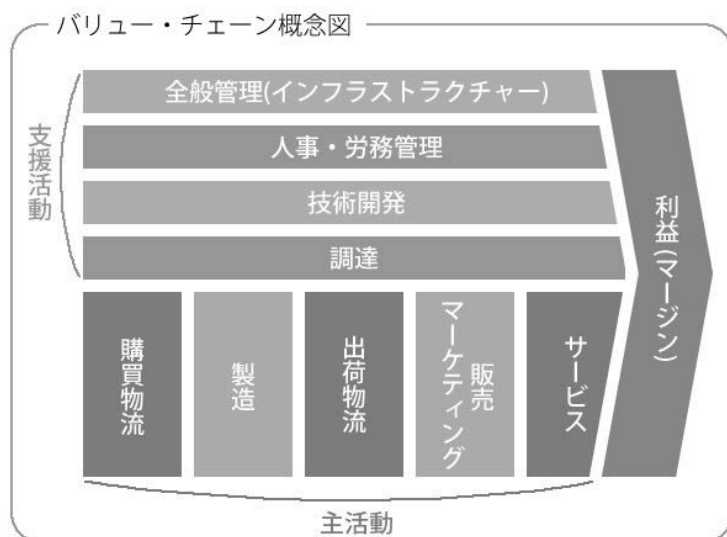 バリュー・チェーン概念図
支援活動
全般管理(インフラストラクチャー)
人事・労務管理
技術開発
調達
購買物流
製造
出荷物流
販売
マーケティング
サービス
利益(マージン)
主活動